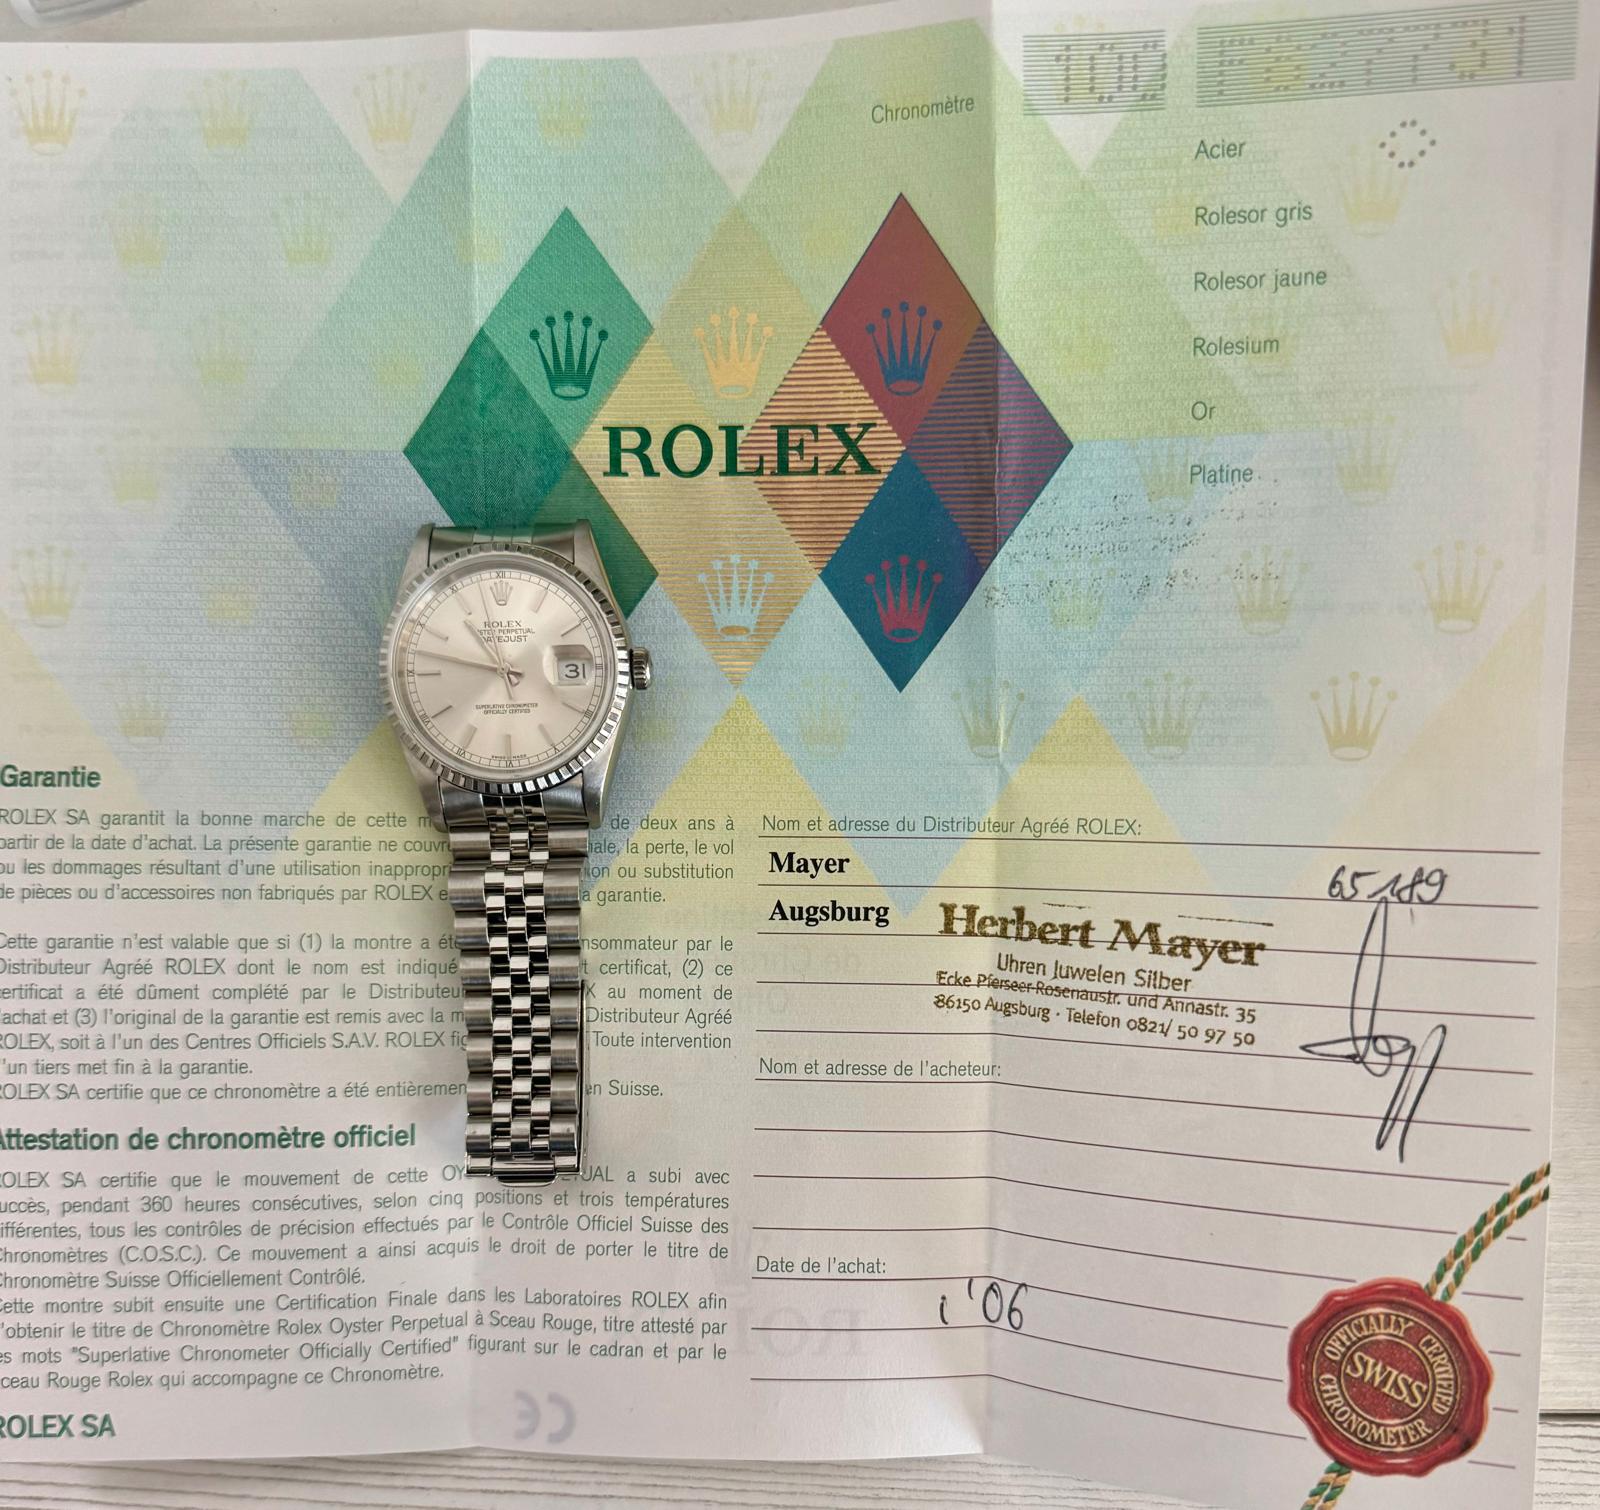 Chronomètre
100
Acier
Rolesor gris
Rolesor jaune
Rolesium
Or
Platine
ROLEX
XII
ROLEX
PERPETUAL
DATEJUST
31
SUPERLATIVE CHRONOMETER
OFFICIALLY CERTIFIED
SWISS MADE
Garantie
ROLEX SA garantit la bonne marche de cette de deux ans à
partir de la date d'achat. La présente garantie ne la perte, le vol
ou les dommages résultant d'une utilisation ou substitution
de pièces ou d'accessoires non fabriqués par ROLEX garantie.
Cette garantie n'est valable que si (1) la montre a par le
Distributeur Agréé ROLEX dont le nom est indiqué certificat, (2) ce
certificat a été dûment complété par le Distributeur au moment de
l'achat et (3) l'original de la garantie est remis avec la Distributeur Agréé
ROLEX, soit à l'un des Centres Officiels S.A.V. ROLEX Toute intervention
d'un tiers met fin à la garantie.
ROLEX SA certifie que ce chronomètre a été en Suisse.
Attestation de chronomètre officiel
ROLEX SA certifie que le mouvement de cette a subi avec
succès, pendant 360 heures consécutives, selon cinq positions et trois températures
différentes, tous les contrôles de précision effectués par le Contrôle Officiel Suisse des
Chronomètres (C.O.S.C.). Ce mouvement a ainsi acquis le droit de porter le titre de
Chronomètre Suisse Officiellement Contrôlé.
Cette montre subit ensuite une Certification Finale dans les Laboratoires ROLEX afin
d'obtenir le titre de Chronomètre Rolex Oyster Perpetual à Sceau Rouge, titre attesté par
les mots "Superlative Chronometer Officially Certified" figurant sur le cadran et par le
Sceau Rouge Rolex qui accompagne ce Chronomètre.
ROLEX SA
Nom et adresse du Distributeur Agréé ROLEX:
Mayer
65189
Augsburg
Herbert Mayer
Uhren Juwelen Silber
Ecke Pferseer-Rosenaustr. und Annastr. 35
86150 Augsburg · Telefon 0821/ 50 97 50
Nom et adresse de l'acheteur:
Date de l'achat:
1'06
OFFICIALLY CERTIFIED
SWISS
CHRONOMETER